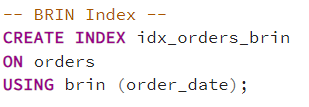 -- BRIN Index --
CREATE INDEX idx_orders_brin
ON orders
USING brin (order_date);